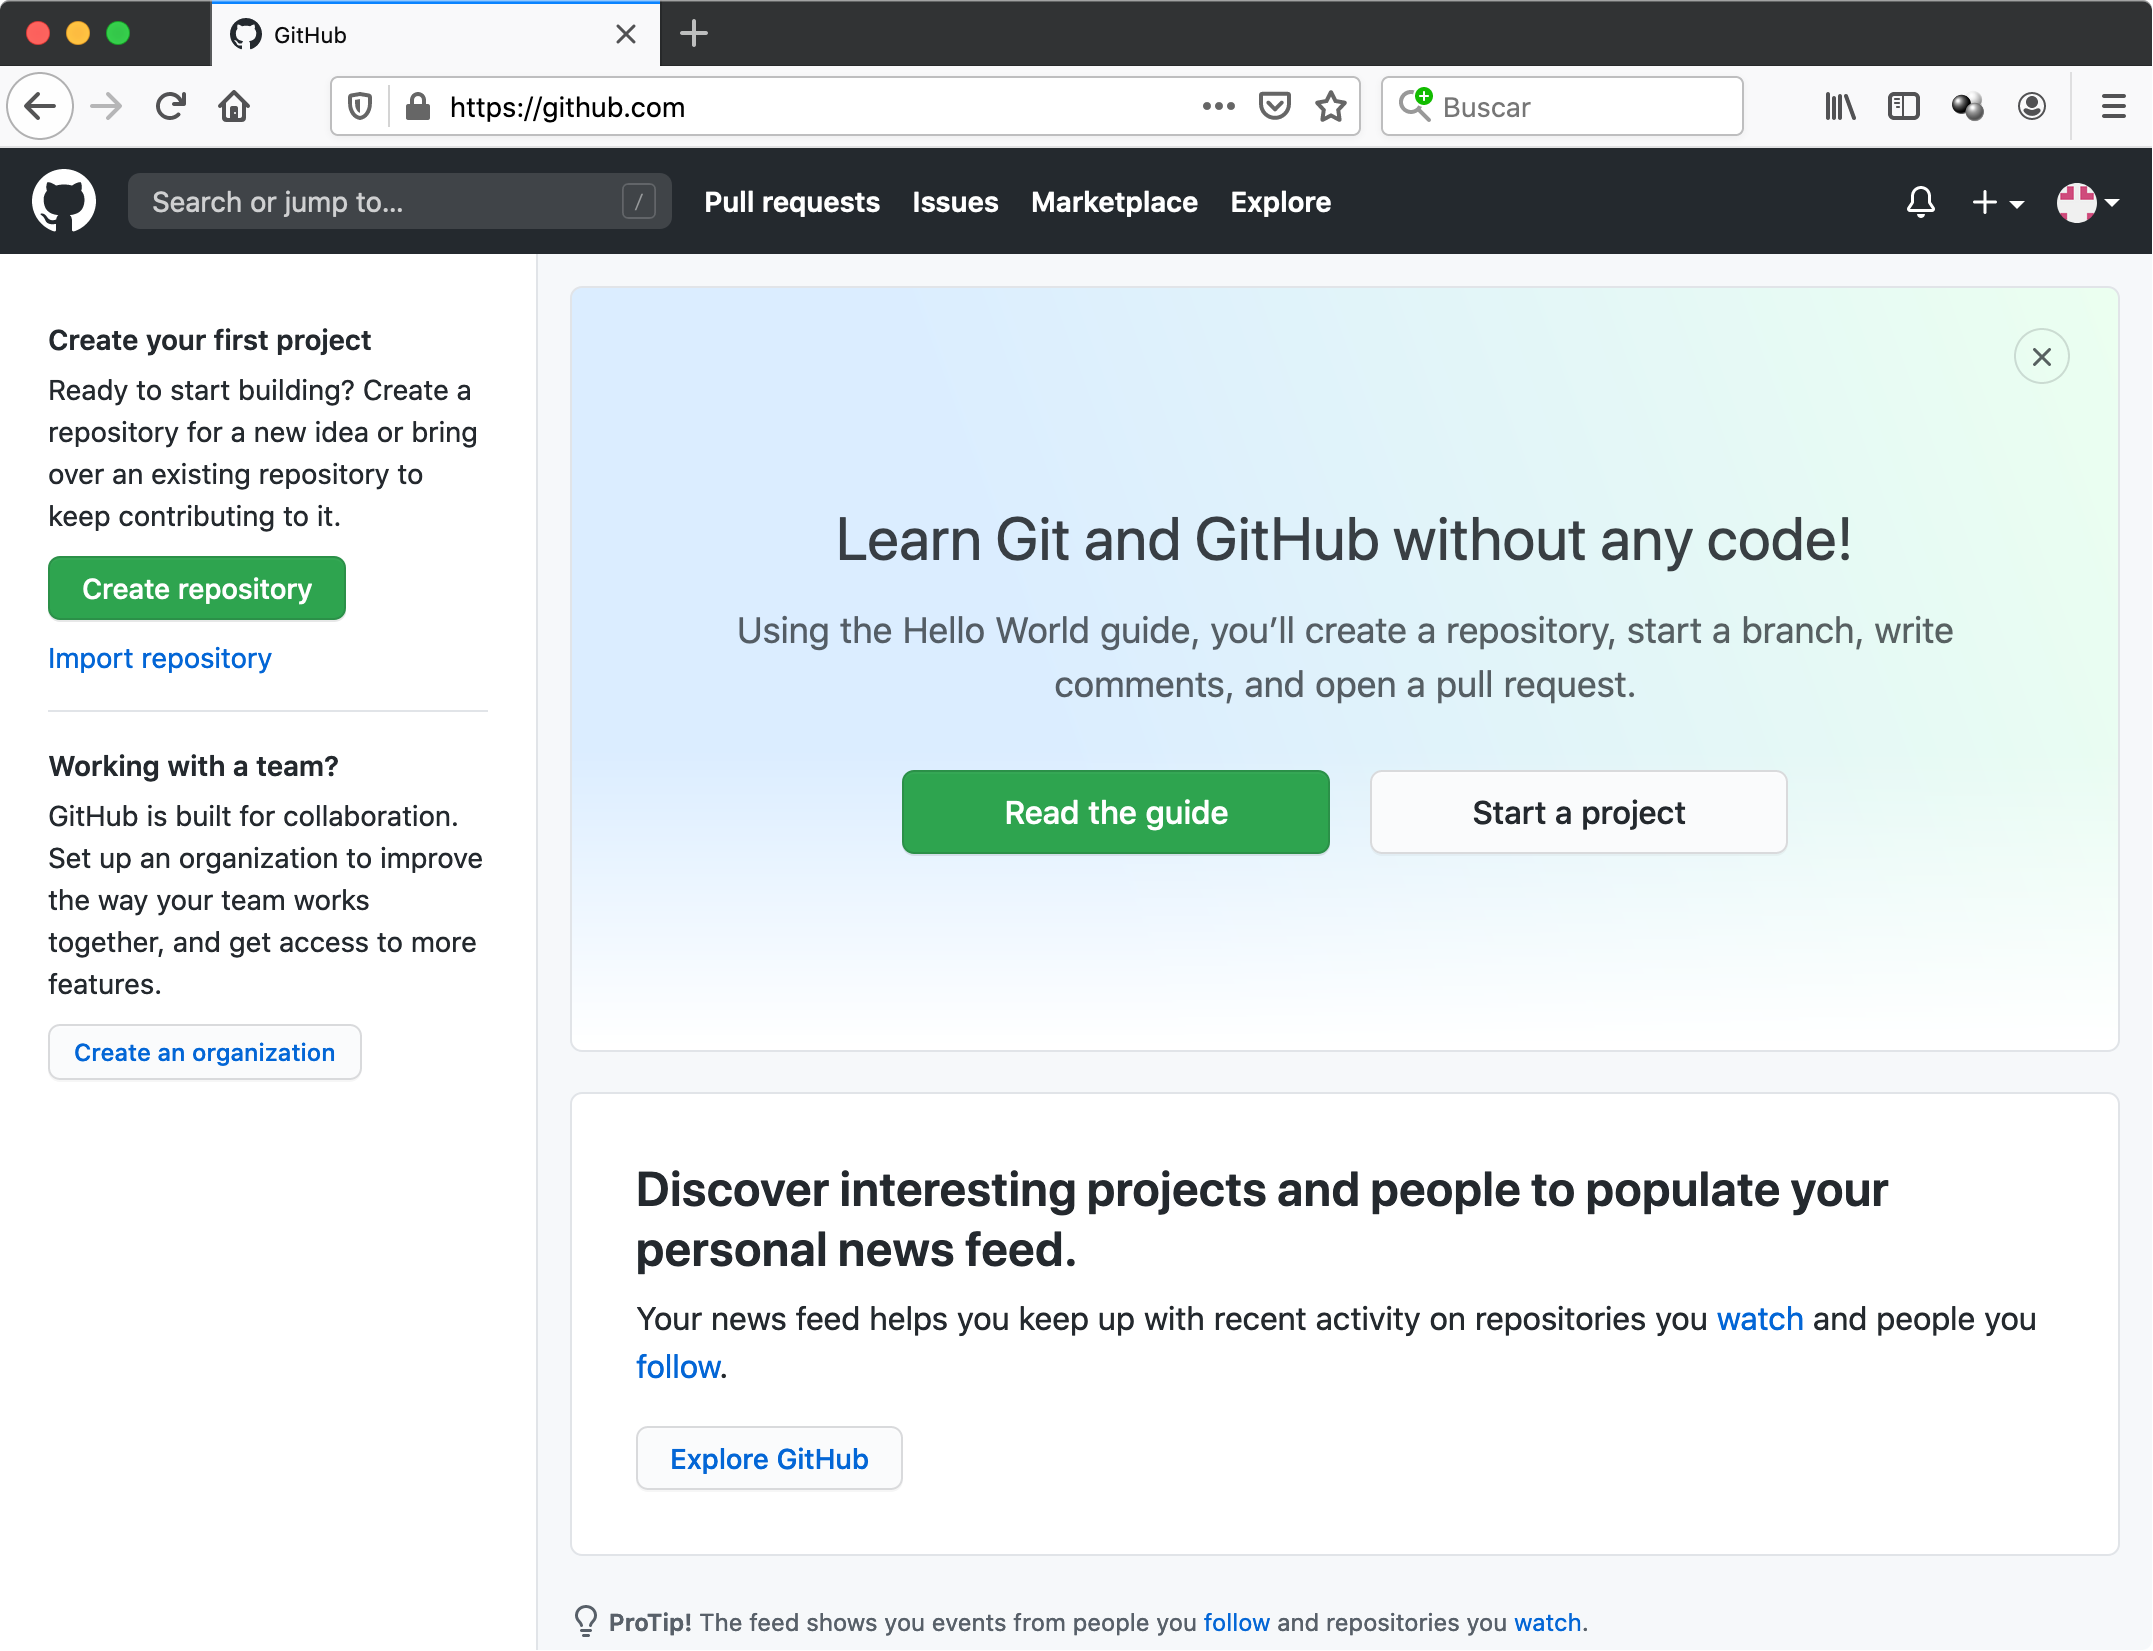 GitHub
https://github.com
Buscar
Search or jump to...
/
Pull requests
Issues
Marketplace
Explore
Create your first project
Ready to start building? Create a
repository for a new idea or bring
over an existing repository to
keep contributing to it.
Create repository
Import repository
Working with a team?
GitHub is built for collaboration.
Set up an organization to improve
the way your team works
together, and get access to more
features.
Create an organization
Learn Git and GitHub without any code!
Using the Hello World guide, you’ll create a repository, start a branch, write
comments, and open a pull request.
Read the guide
Start a project
Discover interesting projects and people to populate your
personal news feed.
Your news feed helps you keep up with recent activity on repositories you watch and people you
follow.
Explore GitHub
ProTip! The feed shows you events from people you follow and repositories you watch.